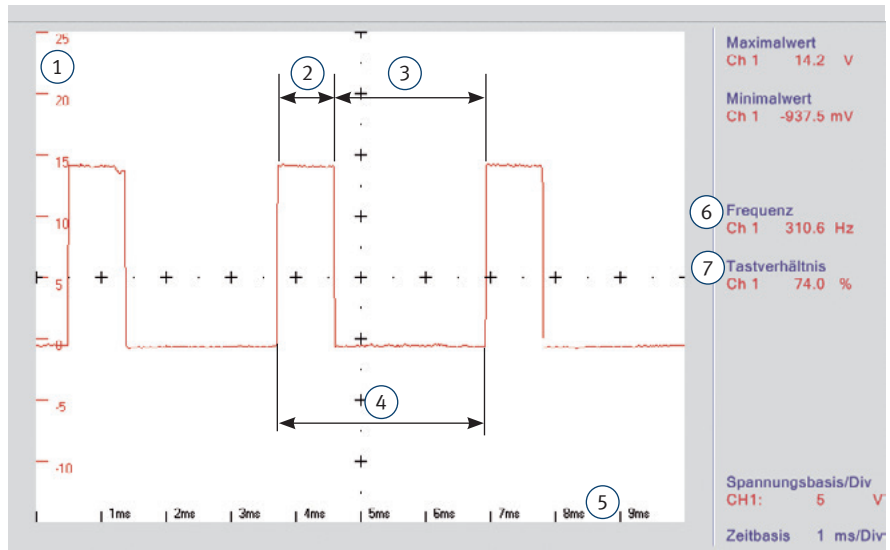 25
20
15
10
5
0
-5
-10
1
2
3
4
5
6
7
1ms
2ms
3ms
4ms
5ms
6ms
7ms
8ms
9ms
Maximalwert
Ch 1 14.2 V
Minimalwert
Ch 1 -937.5 mV
Frequenz
Ch 1 310.6 Hz
Tastverhältnis
Ch 1 74.0 %
Spannungsbasis/Div
CH1: 5 V
Zeitbasis 1 ms/Div